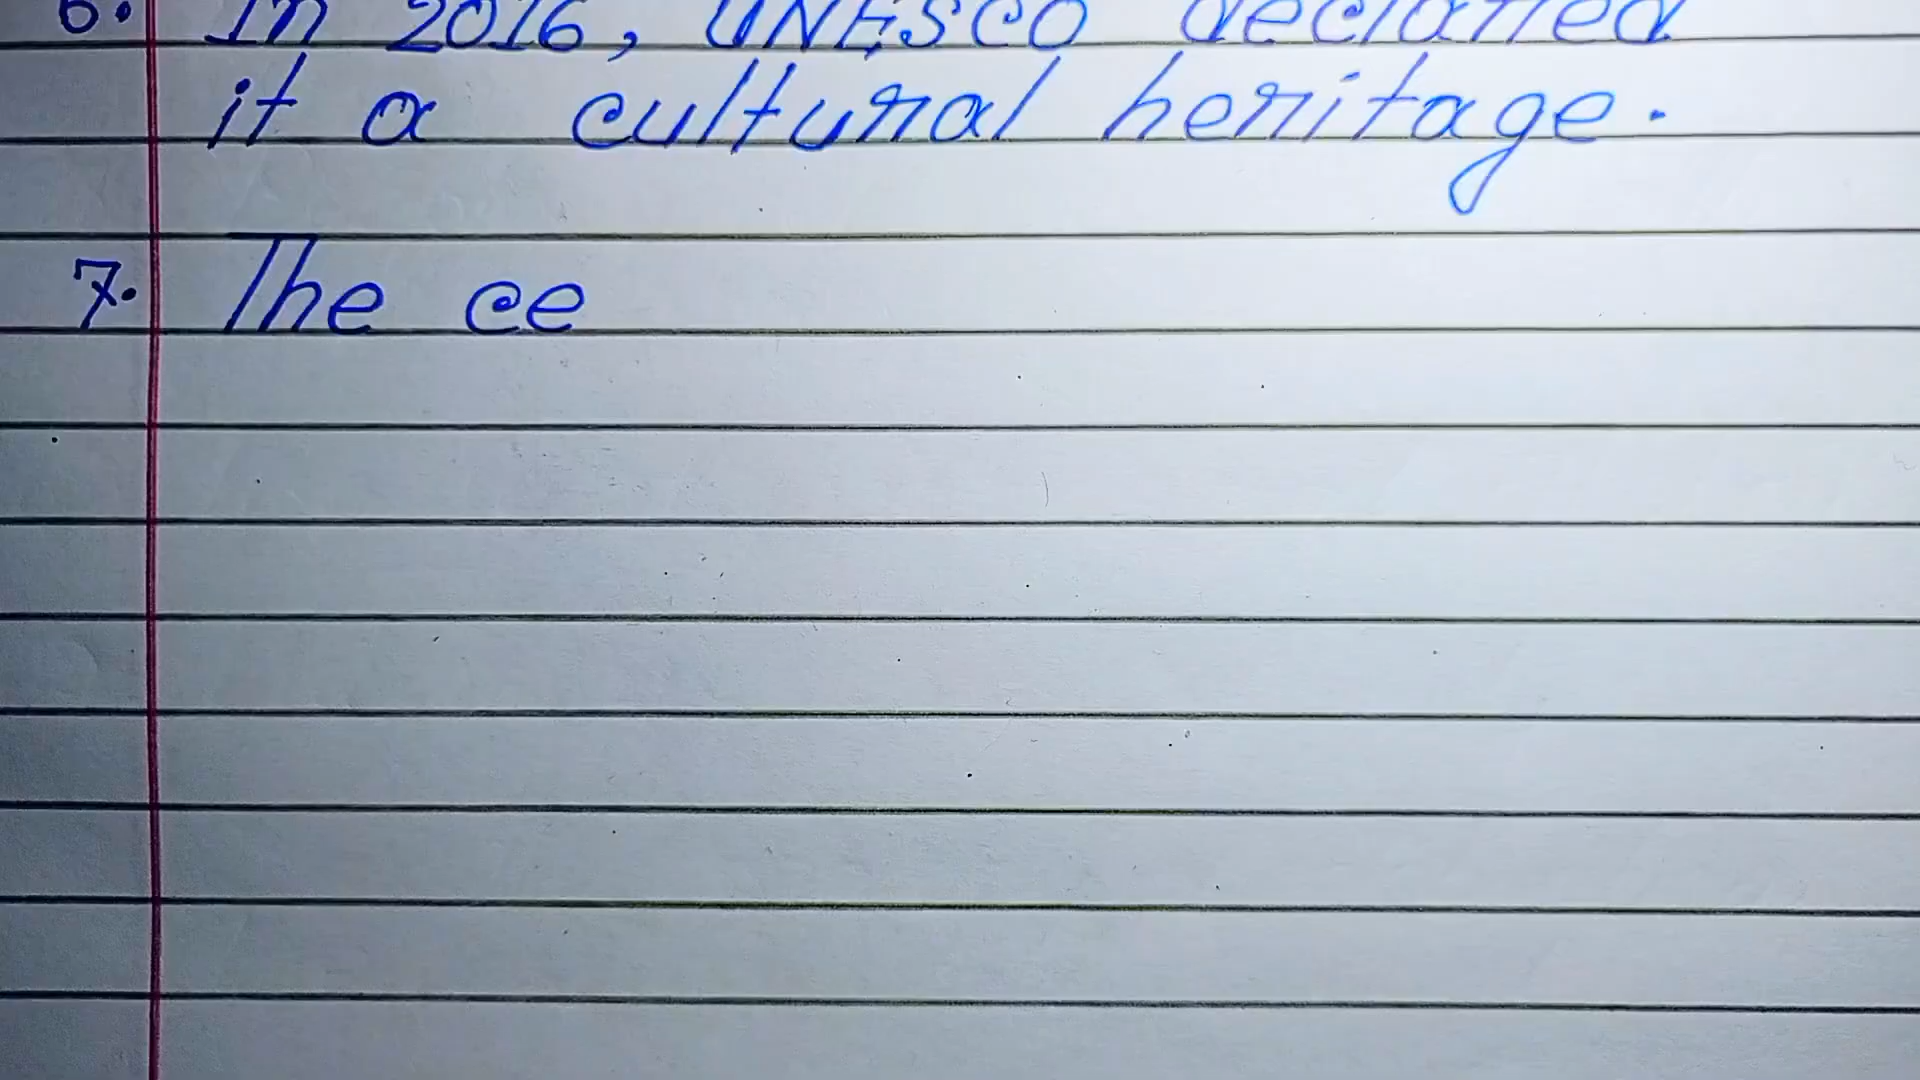 6. In 2016, UNESCO declared
it a cultural heritage.
7. The ce